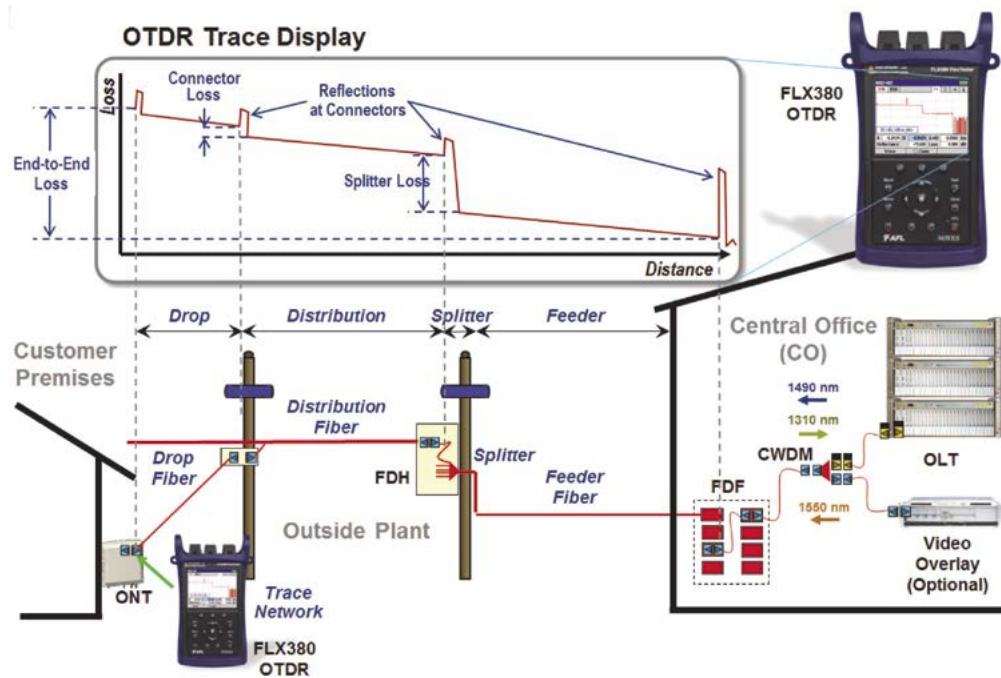 OTDR Trace Display
Loss
Connector
Loss
Reflections
at Connectors
End-to-End
Loss
Splitter Loss
Distance
FLX380
OTDR
AFL
NOYES
Drop
Distribution
Splitter
Feeder
Customer
Premises
Central Office
(CO)
1490 nm
1310 nm
Distribution
Fiber
Drop
Fiber
FDH
Splitter
CWDM
OLT
Feeder
Fiber
FDF
1550 nm
Outside Plant
Video
Overlay
(Optional)
ONT
Trace
Network
FLX380
OTDR